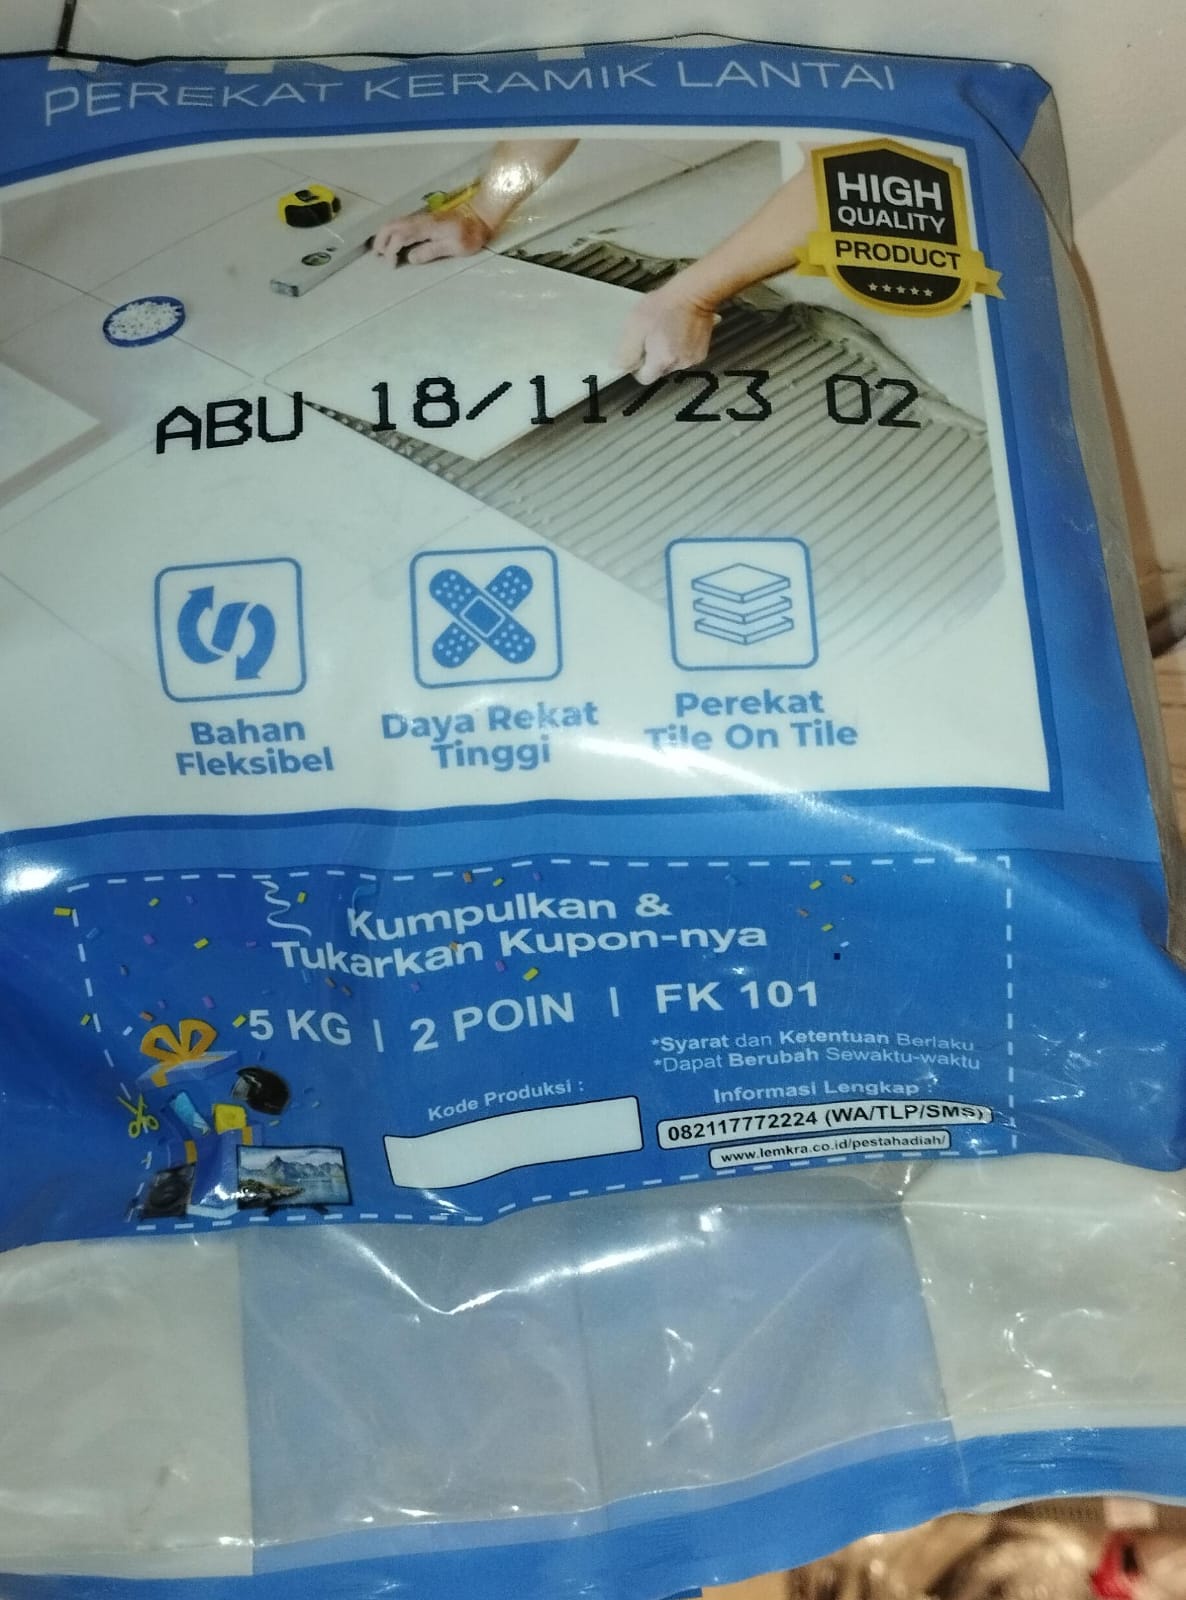 PEREKAT KERAMIK LANTAI
HIGH
QUALITY
PRODUCT
ABU 18/11/23 02
Bahan
Fleksibel
Daya Rekat
Tinggi
Perekat
Tile On Tile
Kumpulkan &
Tukarkan Kupon-nya
5 KG | 2 POIN | FK 101
*Syarat dan Ketentuan Berlaku
*Dapat Berubah Sewaktu-waktu
Kode Produksi :
Informasi Lengkap :
082117772224 (WA/TLP/SMS)
www.lemkra.co.id/pestahadiah/